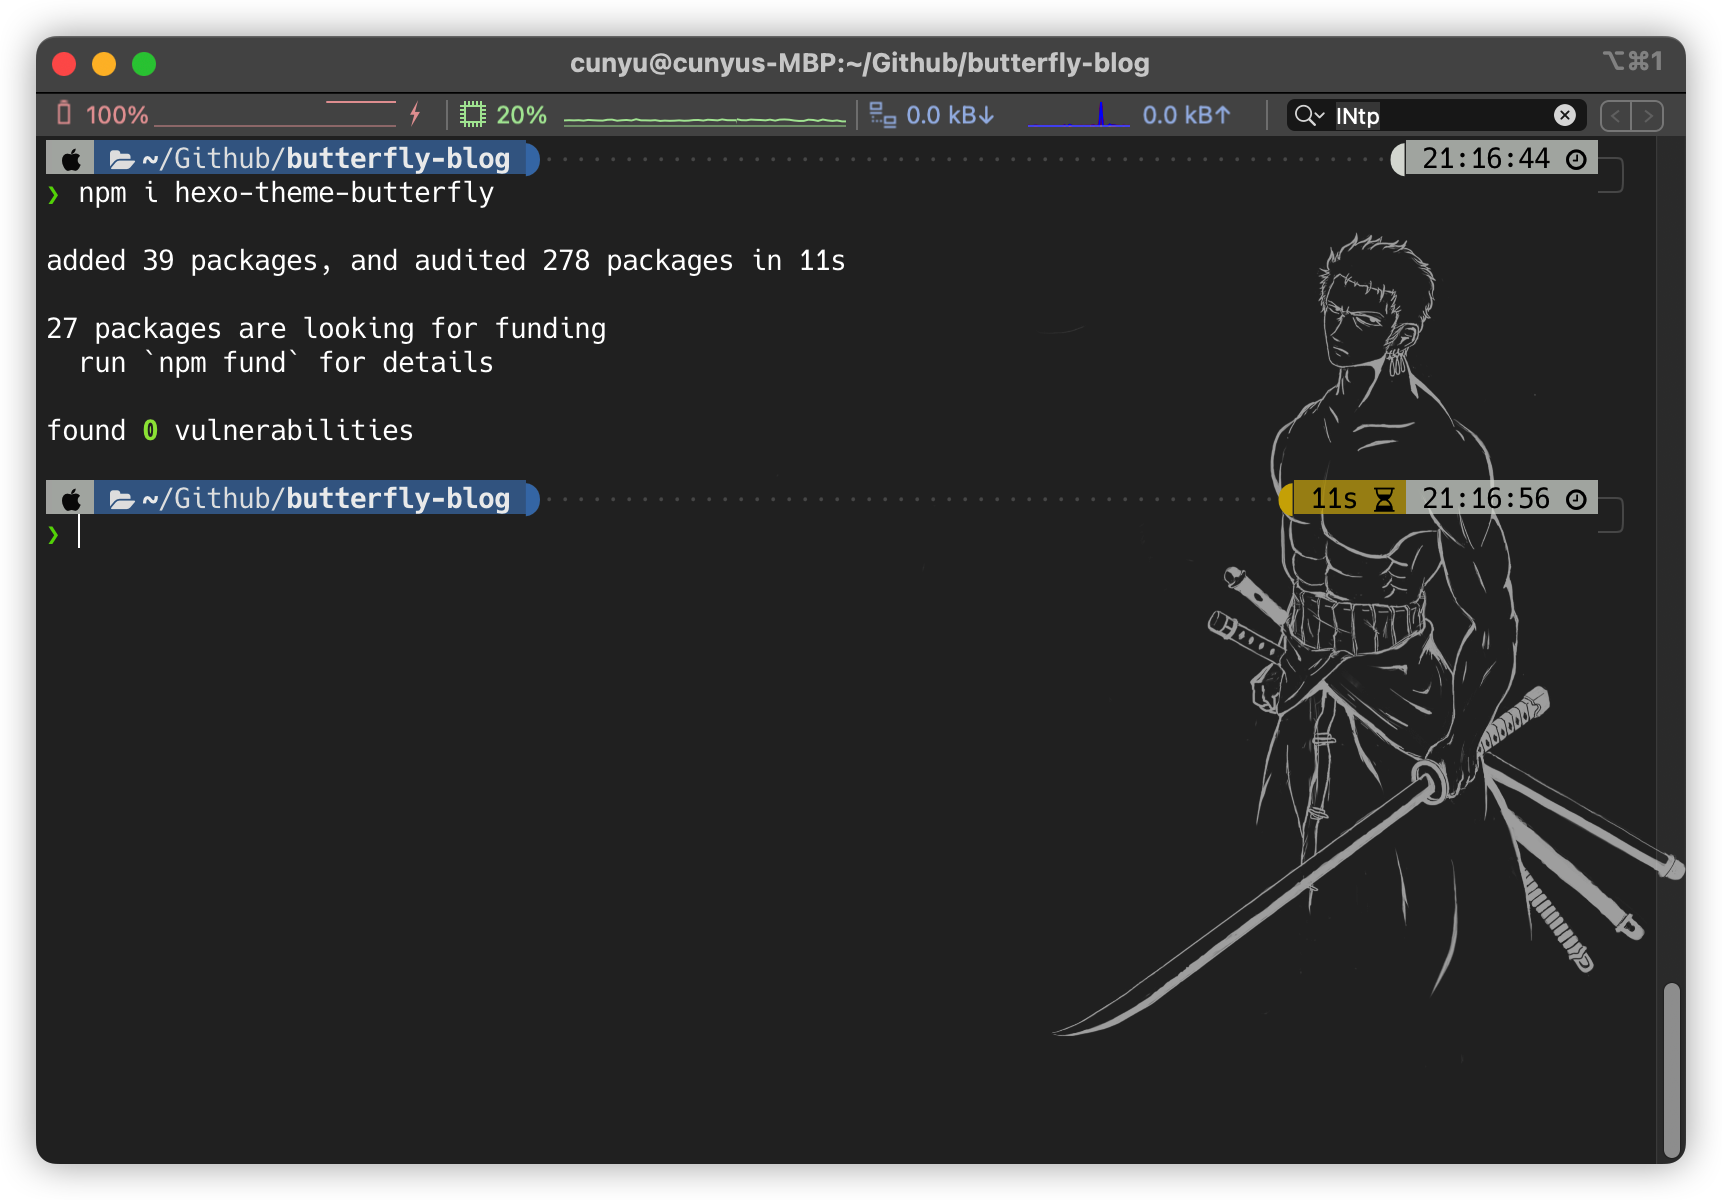 cunyu@cunyus-MBP:~/Github/butterfly-blog ⌥⌘1
100% 20% 0.0 kB↓ 0.0 kB↑ INtp
~/Github/butterfly-blog 21:16:44
❯ npm i hexo-theme-butterfly
added 39 packages, and audited 278 packages in 11s
27 packages are looking for funding
run `npm fund` for details
found 0 vulnerabilities
~/Github/butterfly-blog 11s 21:16:56
❯